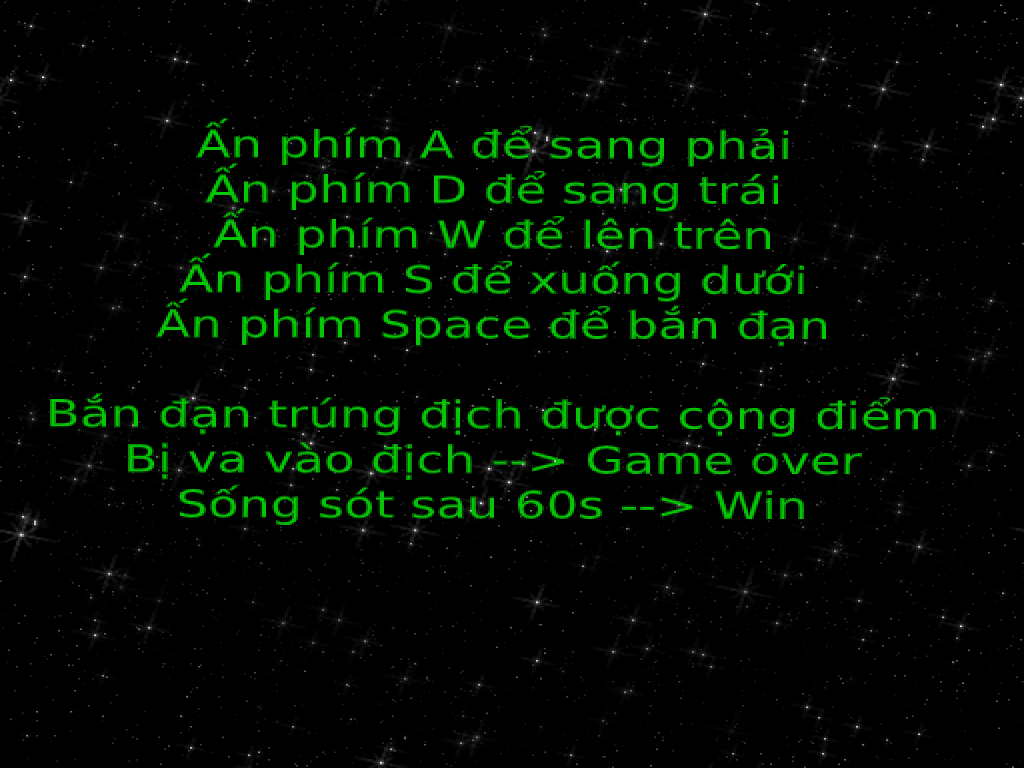 Ấn phím A để sang phải
Ấn phím D để sang trái
Ấn phím W để lên trên
Ấn phím S để xuống dưới
Ấn phím Space để bắn đạn
Bắn đạn trúng địch được cộng điểm
Bị va vào địch --> Game over
Sống sót sau 60s --> Win